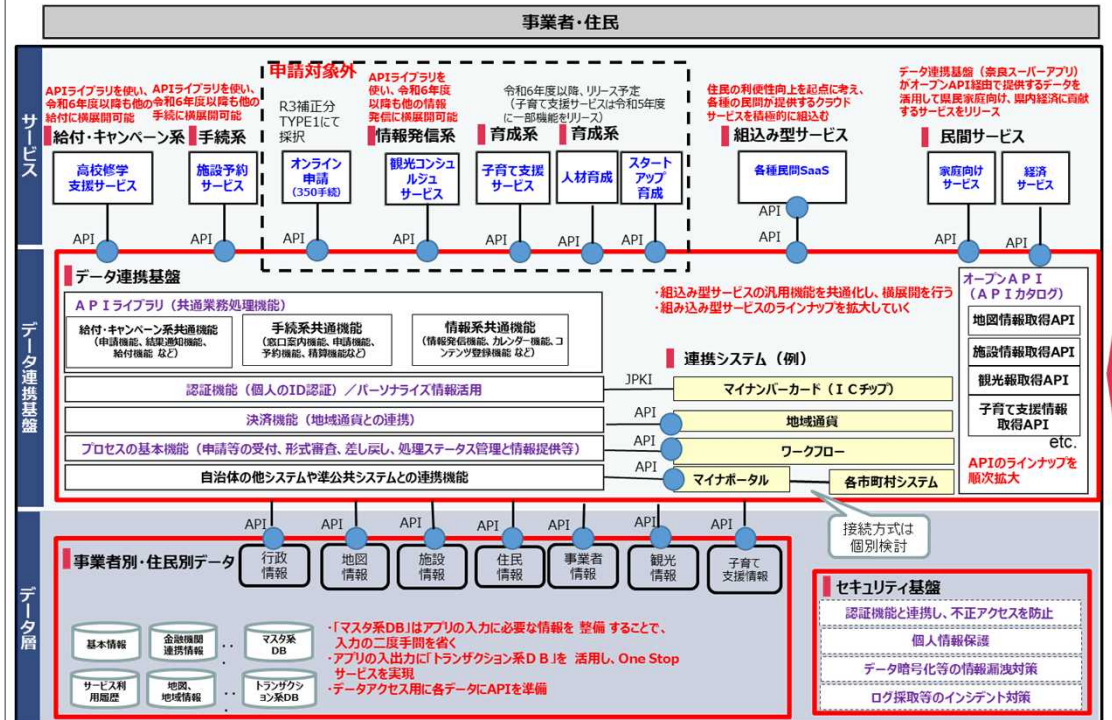 事業者・住民
サービス
申請対象外
APIライブラリを使い、
令和6年度以降も他の
給付に横展開可能
給付・キャンペーン系
高校修学
支援サービス
API
APIライブラリを使い、
令和6年度以降も他の
手続に横展開可能
手続系
施設予約
サービス
API
R3補正分
TYPE1にて
採択
オンライン
申請
(350手続)
API
APIライブラリを
使い、令和6年度
以降も他の情報
発信に横展開可能
情報発信系
観光コンシェ
ルジュ
サービス
API
令和6年度以降、リリース予定
(子育て支援サービスは令和5年度
に一部機能をリリース)
育成系
子育て支援
サービス
API
育成系
人材育成
API
スタート
アップ
育成
API
住民の利便性向上を起点に考え、
各種の民間が提供するクラウド
サービスを積極的に組込む
組込み型サービス
各種民間SaaS
API
API
データ連携基盤(奈良スーパーアプリ)
がオープンAPI経由で提供するデータを
活用して県民家庭向け、県内経済に貢献
するサービスをリリース
民間サービス
家庭向け
サービス
API
経済
サービス
API
データ連携基盤
データ連携基盤
APIライブラリ(共通業務処理機能)
給付・キャンペーン系共通機能
(申請機能、結果通知機能、
給付機能 など)
手続系共通機能
(窓口案内機能、申請機能、
予約機能、精算機能など)
情報系共通機能
(情報発信機能、カレンダー機能、コ
ンテンツ登録機能など)
・組込み型サービスの汎用機能を共通化し、横展開を行う
・組み込み型サービスのラインナップを拡大していく
連携システム(例)
認証機能(個人のID認証)/パーソナライズ情報活用
JPKI
マイナンバーカード(ICチップ)
決済機能(地域通貨との連携)
API
地域通貨
プロセスの基本機能(申請等の受付、形式審査、差し戻し、処理ステータス管理と情報提供等)
API
ワークフロー
自治体の他システムや準公共システムとの連携機能
API
マイナポータル
各市町村システム
接続方式は
個別検討
オープンAPI
(APIカタログ)
地図情報取得API
施設情報取得API
観光報取得API
子育て支援情報
取得API
etc.
APIのラインナップを
順次拡大
データ層
事業者別・住民別データ
API
行政
情報
API
地図
情報
API
施設
情報
API
住民
情報
API
事業者
情報
API
観光
情報
API
子育て
支援情報
基本情報
金融機関
連携情報
・・
マスタ系
DB
サービス利
用履歴
地図、
地域情報
・・
トランザク
ション系DB
・「マスタ系DB」はアプリの入力に必要な情報を 整備 することで、
入力の二度手間を省く
・アプリの入出力に「トランザクション系DB」を 活用し、One Stop
サービスを実現
・データアクセス用に各データにAPIを準備
セキュリティ基盤
認証機能と連携し、不正アクセスを防止
個人情報保護
データ暗号化等の情報漏洩対策
ログ採取等のインシデント対策